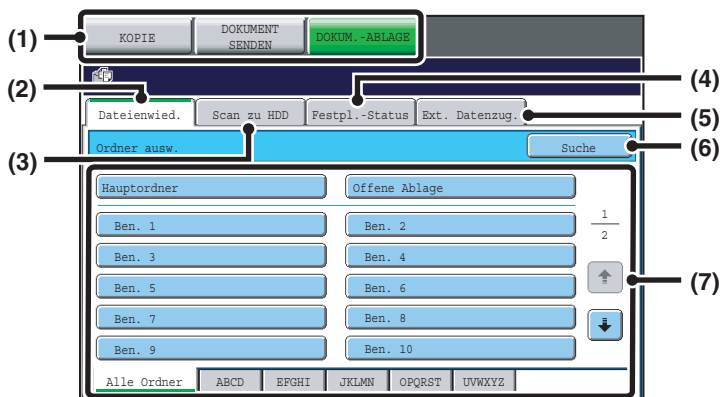 (1)
KOPIE
DOKUMENT
SENDEN
DOKUM.-ABLAGE
(2)
(4)
Dateienwied.
Scan zu HDD
Festpl.-Status
Ext. Datenzug.
(5)
(3)
Ordner ausw.
Suche
(6)
Hauptordner
Offene Ablage
Ben. 1
Ben. 2
1
2
Ben. 3
Ben. 4
Ben. 5
Ben. 6
(7)
Ben. 7
Ben. 8
Ben. 9
Ben. 10
Alle Ordner
ABCD
EFGHI
JKLMN
OPQRST
UVWXYZ